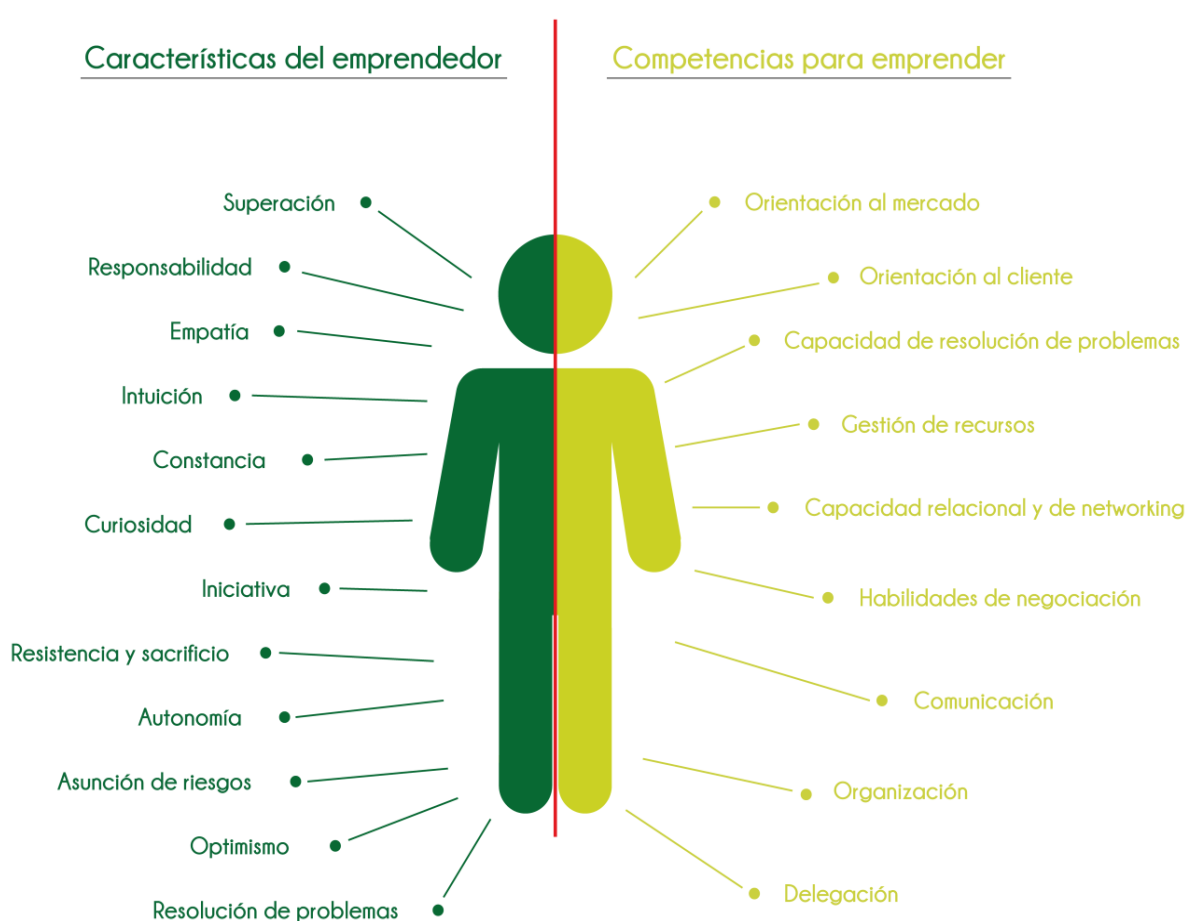 Características del emprendedor
Superación
Responsabilidad
Empatía
Intuición
Constancia
Curiosidad
Iniciativa
Resistencia y sacrificio
Autonomía
Asunción de riesgos
Optimismo
Resolución de problemas
Competencias para emprender
Orientación al mercado
Orientación al cliente
Capacidad de resolución de problemas
Gestión de recursos
Capacidad relacional y de networking
Habilidades de negociación
Comunicación
Organización
Delegación